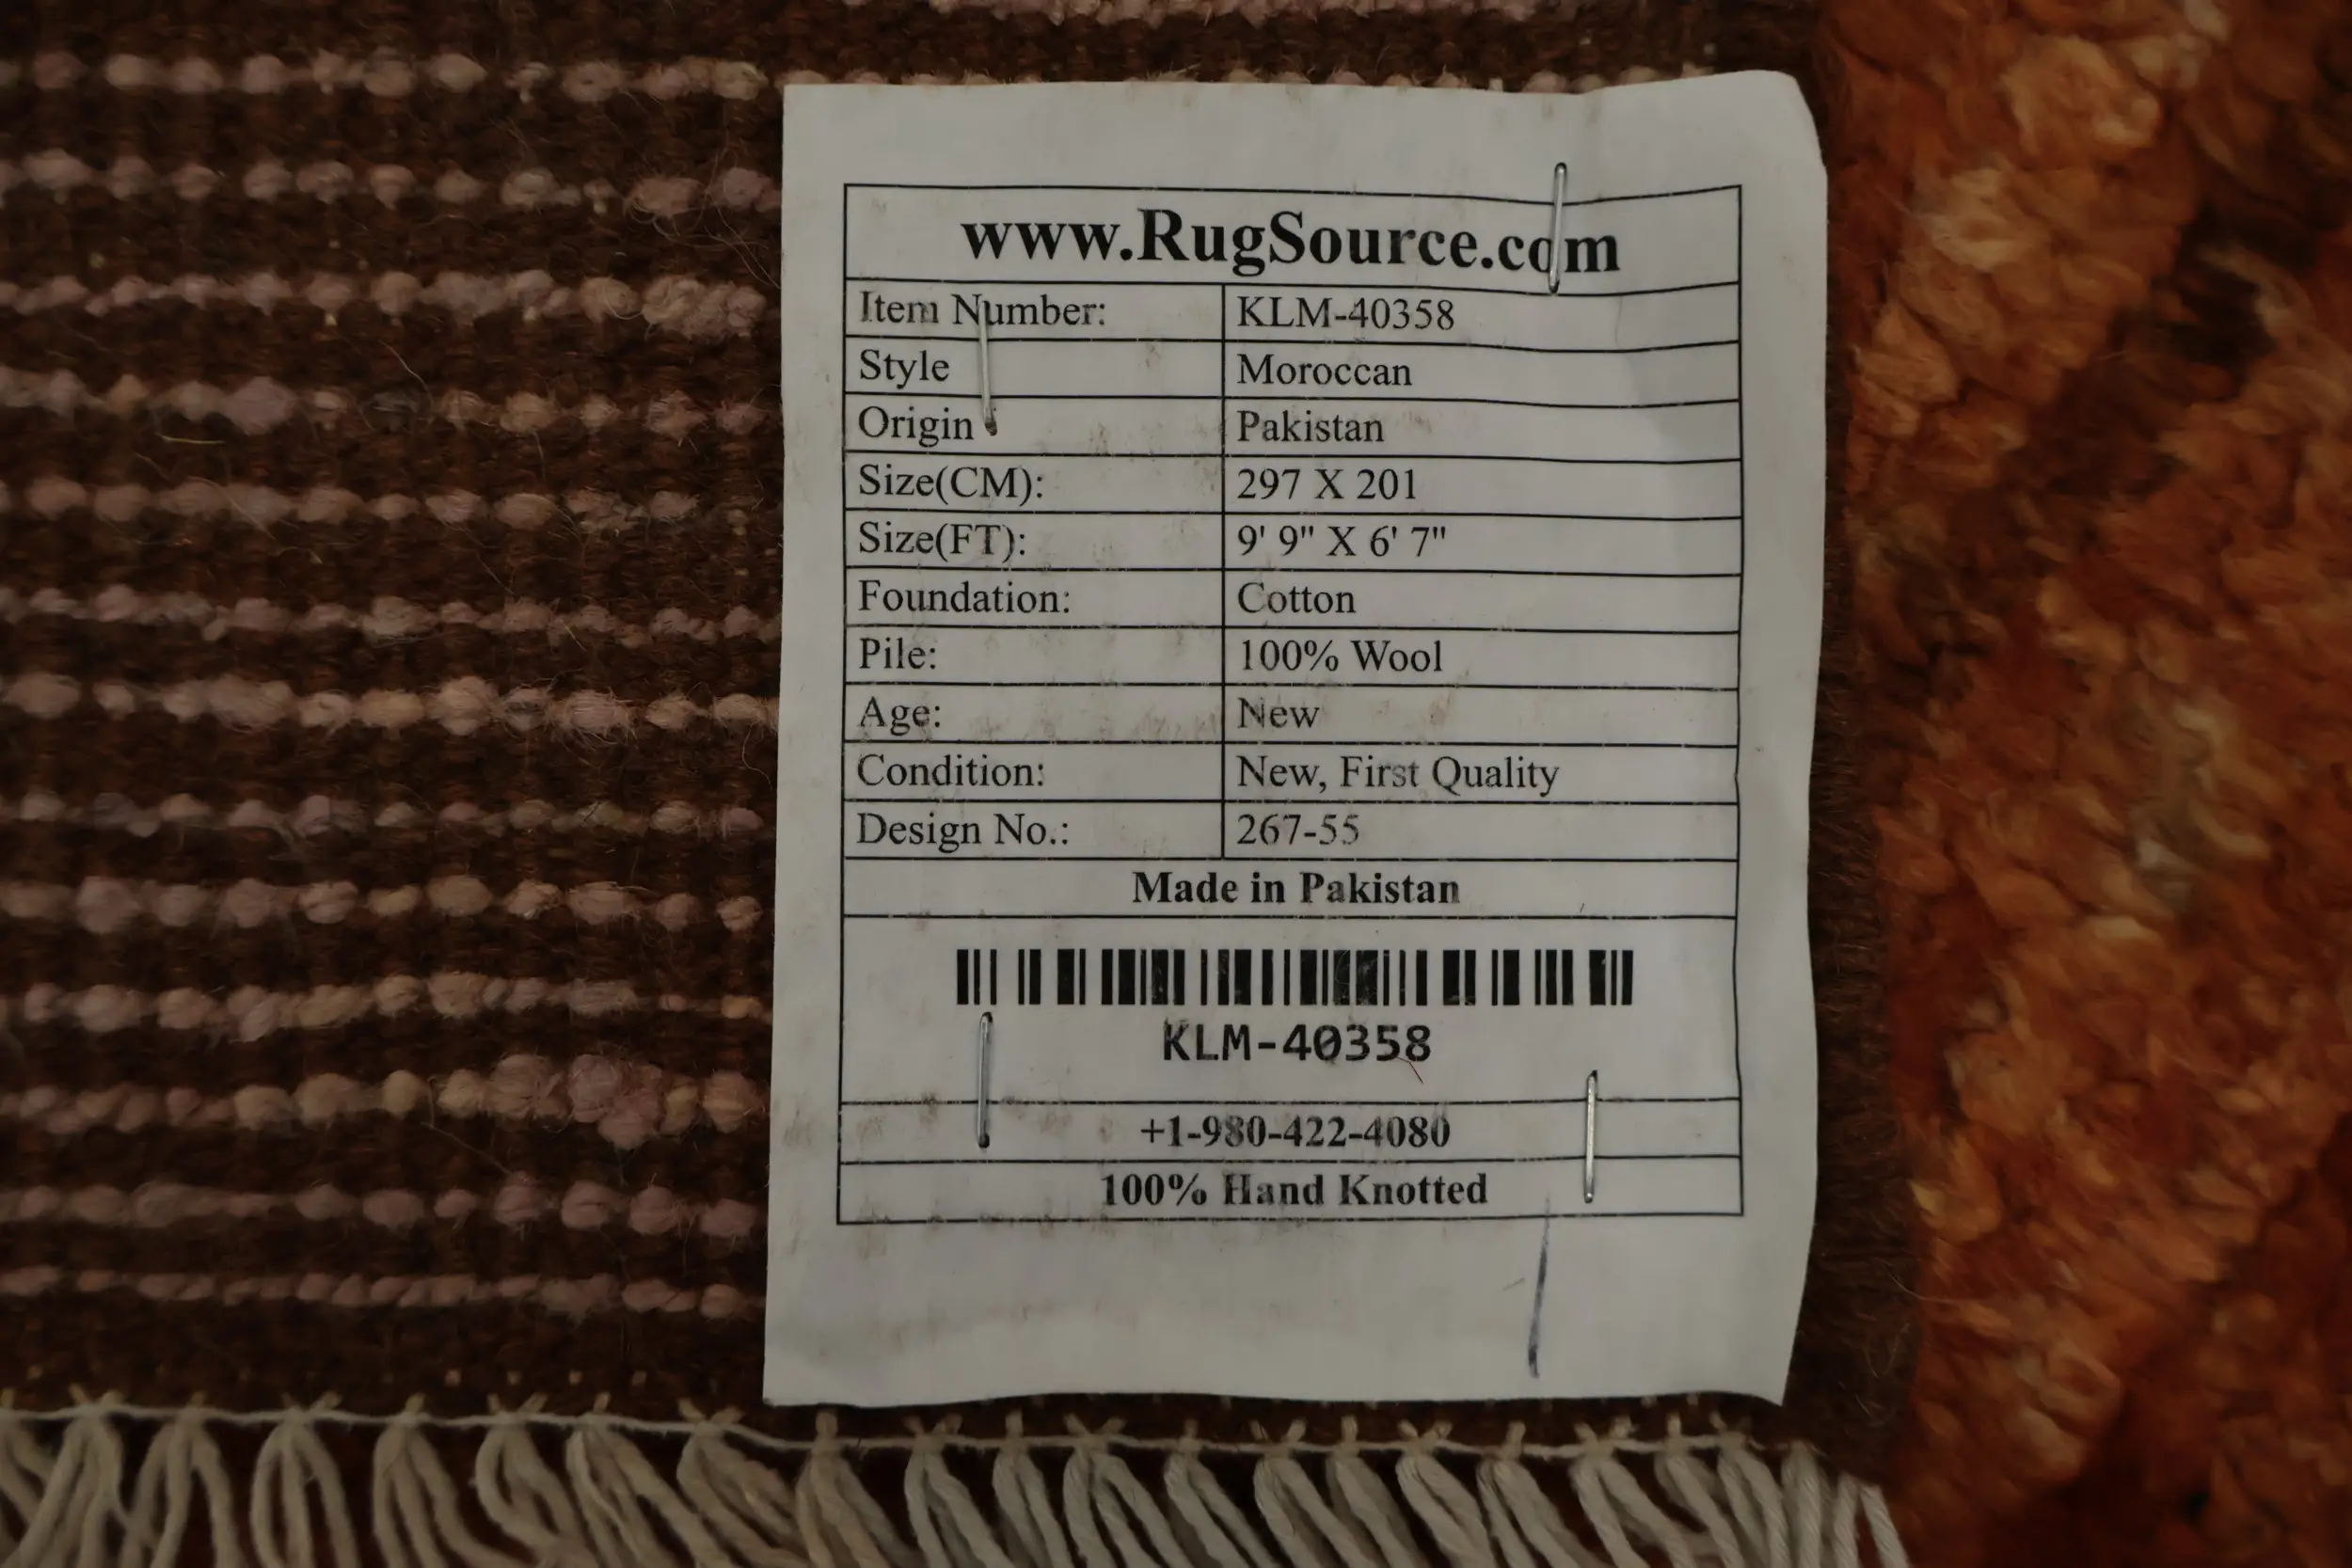 www.RugSource.com
Item Number: KLM-40358
Style Moroccan
Origin Pakistan
Size(CM): 297 X 201
Size(FT): 9' 9" X 6' 7"
Foundation: Cotton
Pile: 100% Wool
Age: New
Condition: New, First Quality
Design No.: 267-55
Made in Pakistan
KLM-40358
+1-980-422-4080
100% Hand Knotted